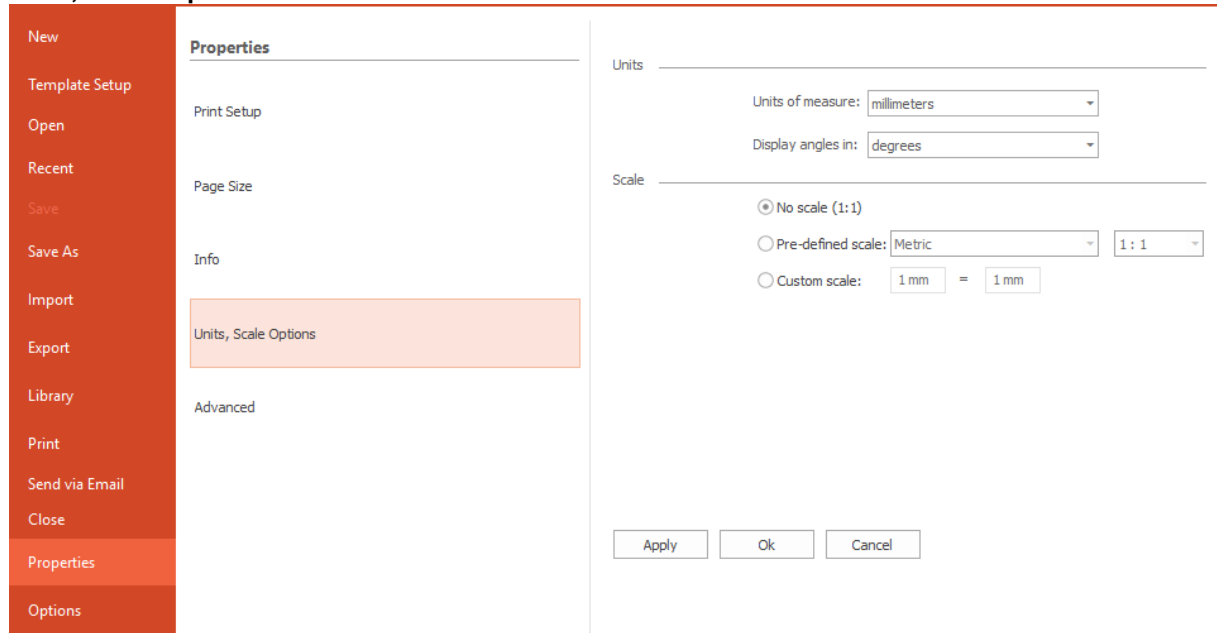 New
Template Setup
Open
Recent
Save
Save As
Import
Export
Library
Print
Send via Email
Close
Properties
Options
Properties
Print Setup
Page Size
Info
Units, Scale Options
Advanced
Units
Units of measure: millimeters
Display angles in: degrees
Scale
No scale (1:1)
Pre-defined scale: Metric 1 : 1
Custom scale: 1 mm = 1 mm
Apply Ok Cancel